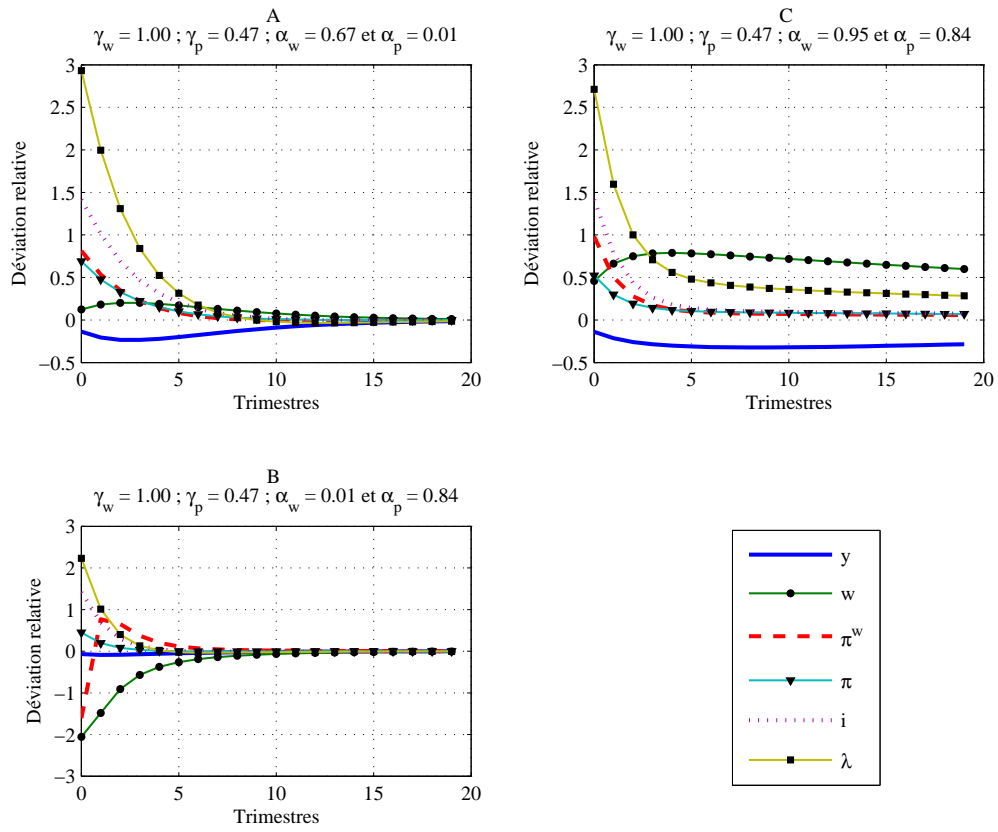 A
γw = 1.00 ; γp = 0.47 ; αw = 0.67 et αp = 0.01
3
2.5
2
1.5
1
0.5
0
−0.5
Déviation relative
0 5 10 15 20
Trimestres
C
γw = 1.00 ; γp = 0.47 ; αw = 0.95 et αp = 0.84
3
2.5
2
1.5
1
0.5
0
−0.5
Déviation relative
0 5 10 15 20
Trimestres
B
γw = 1.00 ; γp = 0.47 ; αw = 0.01 et αp = 0.84
3
2
1
0
−1
−2
−3
Déviation relative
0 5 10 15 20
Trimestres
y
w
π^w
π
i
λ